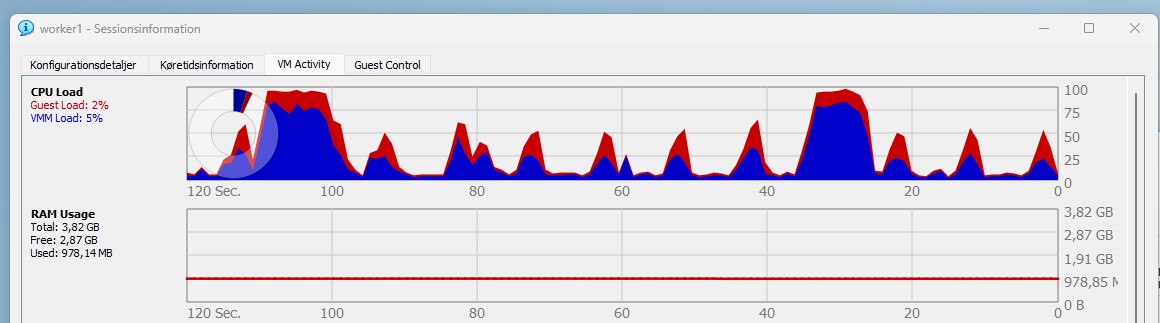 worker1 - Sessionsinformation
Konfigurationsdetaljer Køretidsinformation VM Activity Guest Control
CPU Load
Guest Load: 2%
VMM Load: 5%
100
75
50
25
0
120 Sec. 100 80 60 40 20 0
RAM Usage
Total: 3,82 GB
Free: 2,87 GB
Used: 978,14 MB
3,82 GB
2,87 GB
1,91 GB
978,85 M
0 B
120 Sec. 100 80 60 40 20 0